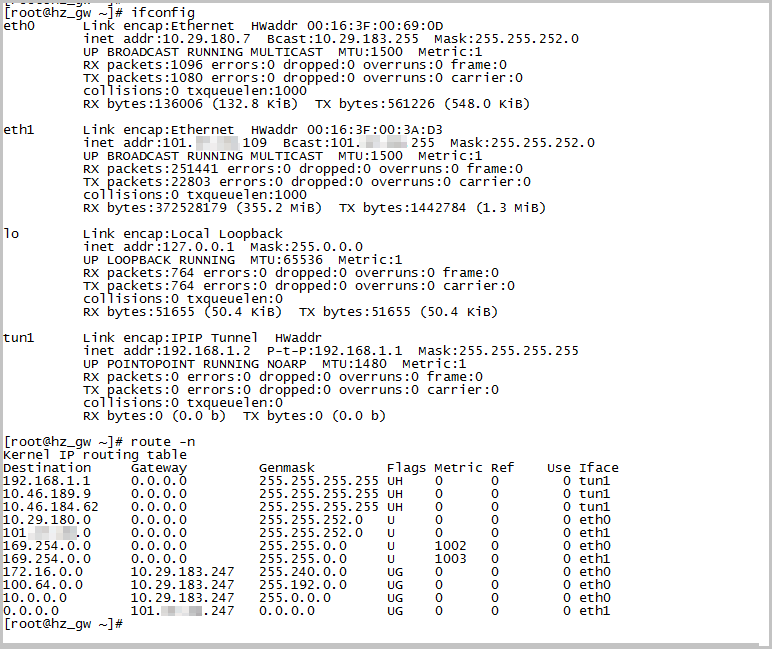 [root@hz_gw ~]# ifconfig
eth0      Link encap:Ethernet  HWaddr 00:16:3F:00:69:0D
          inet addr:10.29.180.7  Bcast:10.29.183.255  Mask:255.255.252.0
          UP BROADCAST RUNNING MULTICAST  MTU:1500  Metric:1
          RX packets:1096 errors:0 dropped:0 overruns:0 frame:0
          TX packets:1080 errors:0 dropped:0 overruns:0 carrier:0
          collisions:0 txqueuelen:1000
          RX bytes:136006 (132.8 KiB)  TX bytes:561226 (548.0 KiB)

eth1      Link encap:Ethernet  HWaddr 00:16:3F:00:3A:D3
          inet addr:101. 109  Bcast:101. 255  Mask:255.255.252.0
          UP BROADCAST RUNNING MULTICAST  MTU:1500  Metric:1
          RX packets:251441 errors:0 dropped:0 overruns:0 frame:0
          TX packets:22803 errors:0 dropped:0 overruns:0 carrier:0
          collisions:0 txqueuelen:1000
          RX bytes:372528179 (355.2 MiB)  TX bytes:1442784 (1.3 MiB)

lo        Link encap:Local Loopback
          inet addr:127.0.0.1  Mask:255.0.0.0
          UP LOOPBACK RUNNING  MTU:65536  Metric:1
          RX packets:764 errors:0 dropped:0 overruns:0 frame:0
          TX packets:764 errors:0 dropped:0 overruns:0 carrier:0
          collisions:0 txqueuelen:0
          RX bytes:51655 (50.4 KiB)  TX bytes:51655 (50.4 KiB)

tun1      Link encap:IPIP Tunnel  HWaddr
          inet addr:192.168.1.2  P-t-P:192.168.1.1  Mask:255.255.255.255
          UP POINTOPOINT RUNNING NOARP  MTU:1480  Metric:1
          RX packets:0 errors:0 dropped:0 overruns:0 frame:0
          TX packets:0 errors:0 dropped:0 overruns:0 carrier:0
          collisions:0 txqueuelen:0
          RX bytes:0 (0.0 b)  TX bytes:0 (0.0 b)

[root@hz_gw ~]# route -n
Kernel IP routing table
Destination     Gateway         Genmask         Flags Metric Ref    Use Iface
192.168.1.1     0.0.0.0         255.255.255.255 UH    0      0        0 tun1
10.46.189.9     0.0.0.0         255.255.255.255 UH    0      0        0 tun1
10.46.184.62    0.0.0.0         255.255.255.255 UH    0      0        0 tun1
10.29.180.0     0.0.0.0         255.255.252.0   U     0      0        0 eth0
101. .0         0.0.0.0         255.255.252.0   U     0      0        0 eth1
169.254.0.0     0.0.0.0         255.255.0.0     U     1002   0        0 eth0
169.254.0.0     0.0.0.0         255.255.0.0     U     1003   0        0 eth1
172.16.0.0      10.29.183.247   255.240.0.0     UG    0      0        0 eth0
100.64.0.0      10.29.183.247   255.192.0.0     UG    0      0        0 eth0
10.0.0.0        10.29.183.247   255.0.0.0       UG    0      0        0 eth0
0.0.0.0         101. .247       0.0.0.0         UG    0      0        0 eth1
[root@hz_gw ~]#